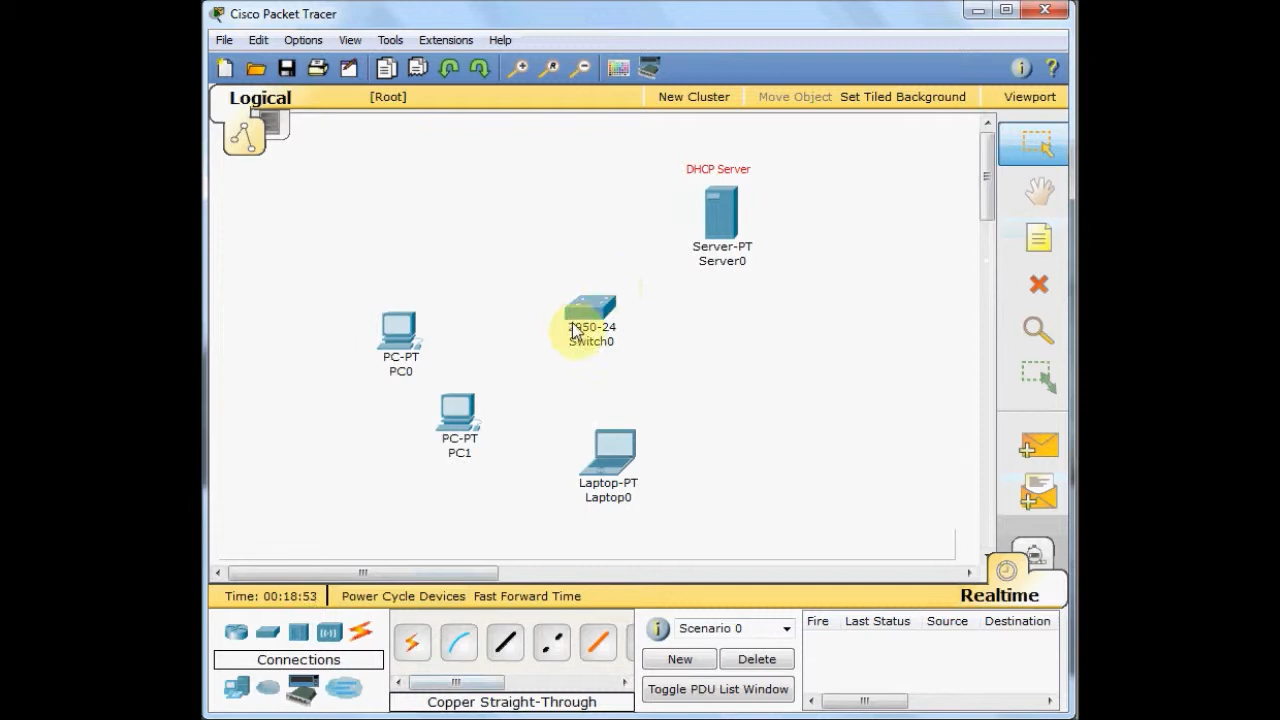 Cisco Packet Tracer
File Edit Options View Tools Extensions Help
Logical [Root] New Cluster Move Object Set Tiled Background Viewport
DHCP Server
Server-PT
Server0
2950-24
Switch0
PC-PT
PC0
PC-PT
PC1
Laptop-PT
Laptop0
Realtime
Time: 00:18:53 Power Cycle Devices Fast Forward Time
Connections
Copper Straight-Through
Scenario 0
New Delete
Toggle PDU List Window
Fire Last Status Source Destination